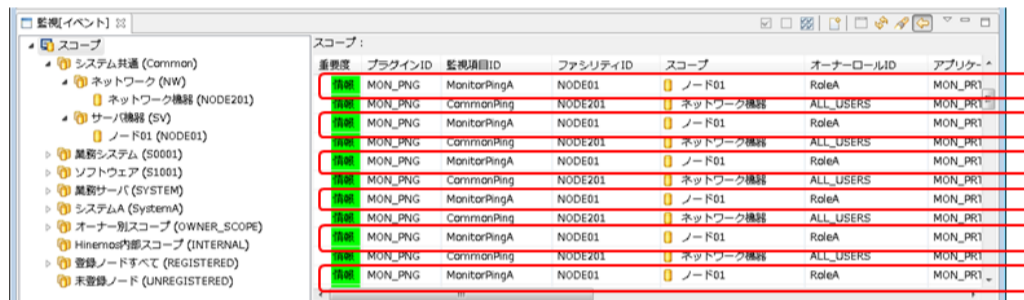 監視[イベント]
スコープ
システム共通 (Common)
ネットワーク (NW)
ネットワーク機器 (NODE201)
サーバ機器 (SV)
ノード01 (NODE01)
業務システム (S0001)
ソフトウェア (S1001)
業務サーバ (SYSTEM)
システムA (SystemA)
オーナー別スコープ (OWNER_SCOPE)
Hinemos内部スコープ (INTERNAL)
登録ノードすべて (REGISTERED)
未登録ノード (UNREGISTERED)
スコープ :
重要度 プラグインID 監視項目ID ファシリティID スコープ オーナーロールID アプリケー
情報 MON_PNG MonitorPingA NODE01 ノード01 RoleA MON_PR1
情報 MON_PNG CommonPing NODE201 ネットワーク機器 ALL_USERS MON_PR1
情報 MON_PNG MonitorPingA NODE01 ノード01 RoleA MON_PR1
情報 MON_PNG CommonPing NODE201 ネットワーク機器 ALL_USERS MON_PR1
情報 MON_PNG MonitorPingA NODE01 ノード01 RoleA MON_PR1
情報 MON_PNG CommonPing NODE201 ネットワーク機器 ALL_USERS MON_PR1
情報 MON_PNG MonitorPingA NODE01 ノード01 RoleA MON_PR1
情報 MON_PNG CommonPing NODE201 ネットワーク機器 ALL_USERS MON_PR1
情報 MON_PNG MonitorPingA NODE01 ノード01 RoleA MON_PR1
情報 MON_PNG CommonPing NODE201 ネットワーク機器 ALL_USERS MON_PR1
情報 MON_PNG MonitorPingA NODE01 ノード01 RoleA MON_PR1